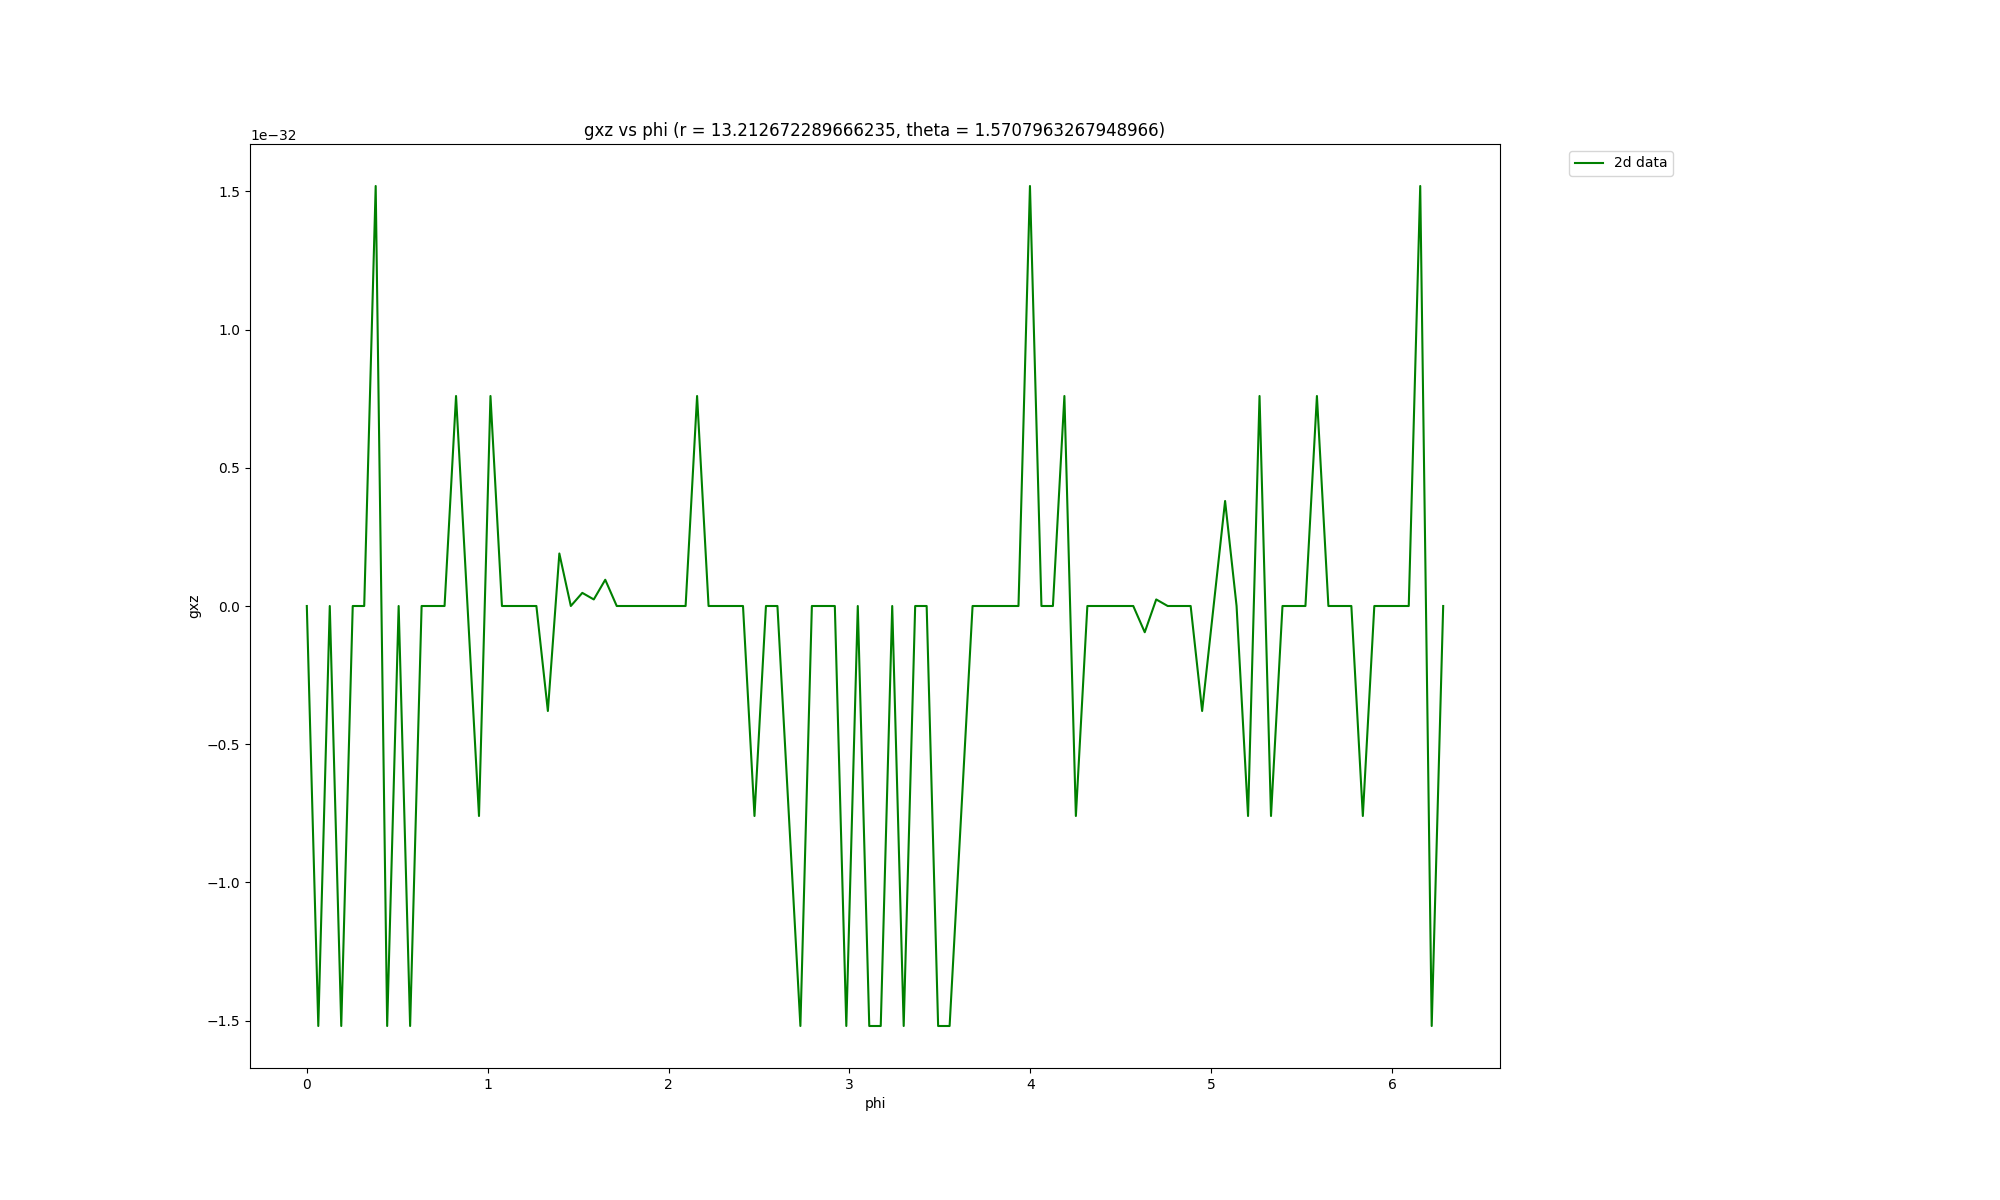 gxz vs phi (r = 13.212672289666235, theta = 1.5707963267948966)
1e−32
2d data
1.5
1.0
0.5
0.0
−0.5
−1.0
−1.5
gxz
0 1 2 3 4 5 6
phi